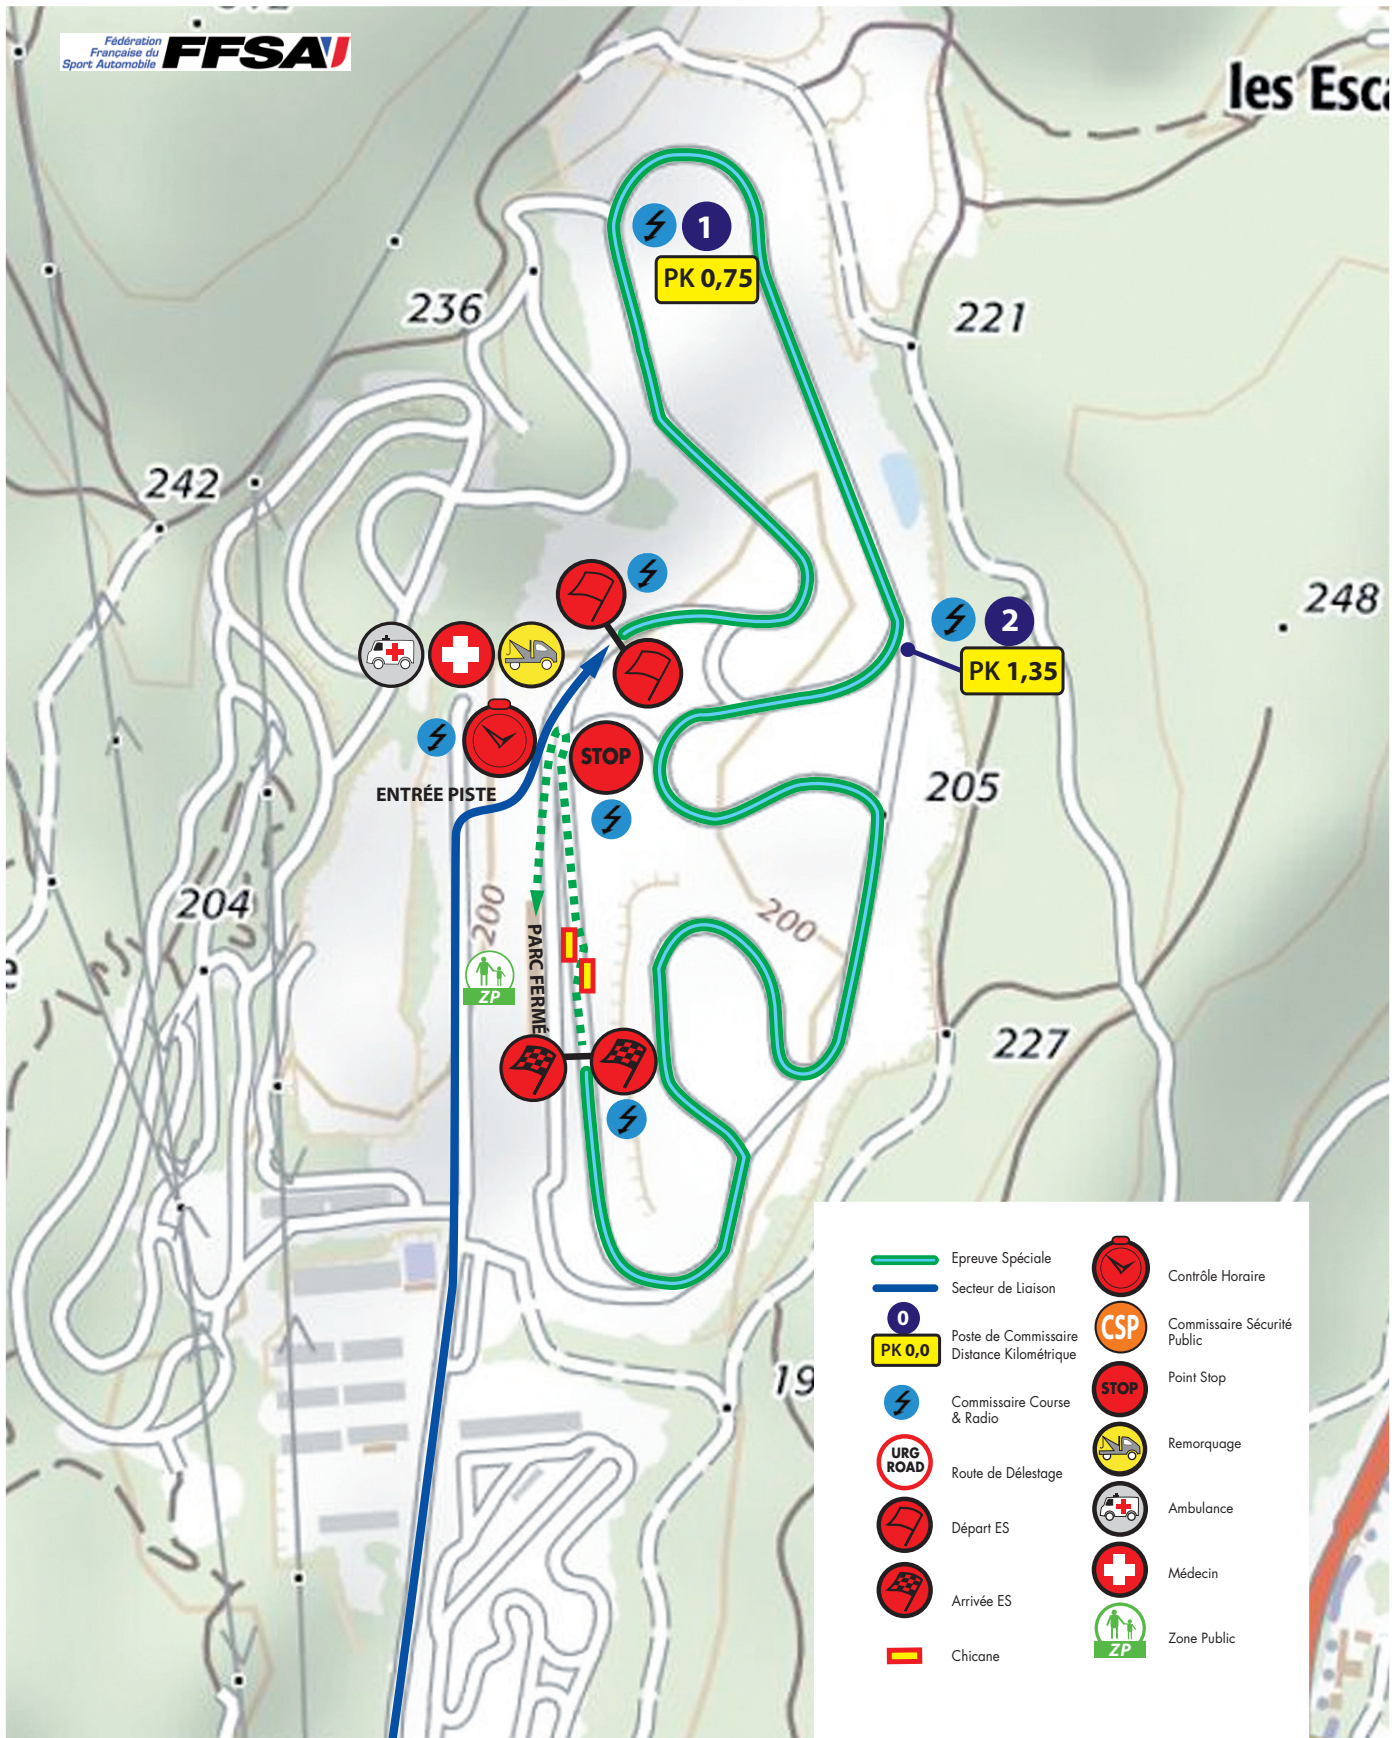 Fédération
Française du
Sport Automobile
FFSA
les Esca
1
PK 0,75
236
221
242
248
2
PK 1,35
STOP
ENTRÉE PISTE
205
204
200
200
PARC FERMÉ
ZP
227
19
Epreuve Spéciale
Secteur de Liaison
0
PK 0,0
Poste de Commissaire
Distance Kilométrique
Commissaire Course
& Radio
URG
ROAD
Route de Délestage
Départ ES
Arrivée ES
Chicane
Contrôle Horaire
CSP
Commissaire Sécurité
Public
STOP
Point Stop
Remorquage
Ambulance
Médecin
ZP
Zone Public